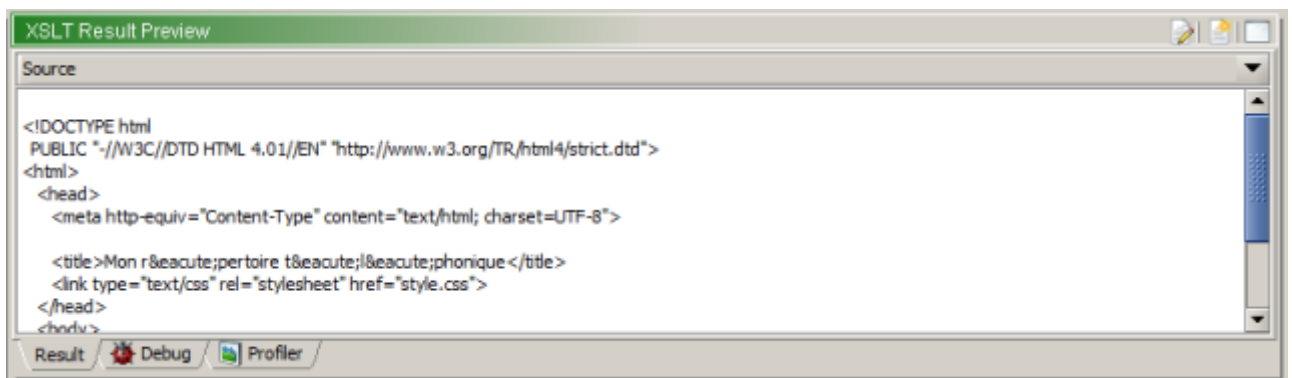 XSLT Result Preview
Source
<!DOCTYPE html
PUBLIC "-//W3C//DTD HTML 4.01//EN" "http://www.w3.org/TR/html4/strict.dtd">
<html>
<head>
<meta http-equiv="Content-Type" content="text/html; charset=UTF-8">
<title>Mon r&eacute;pertoire t&eacute;l&eacute;phonique</title>
<link type="text/css" rel="stylesheet" href="style.css">
</head>
<body>
Result Debug Profiler